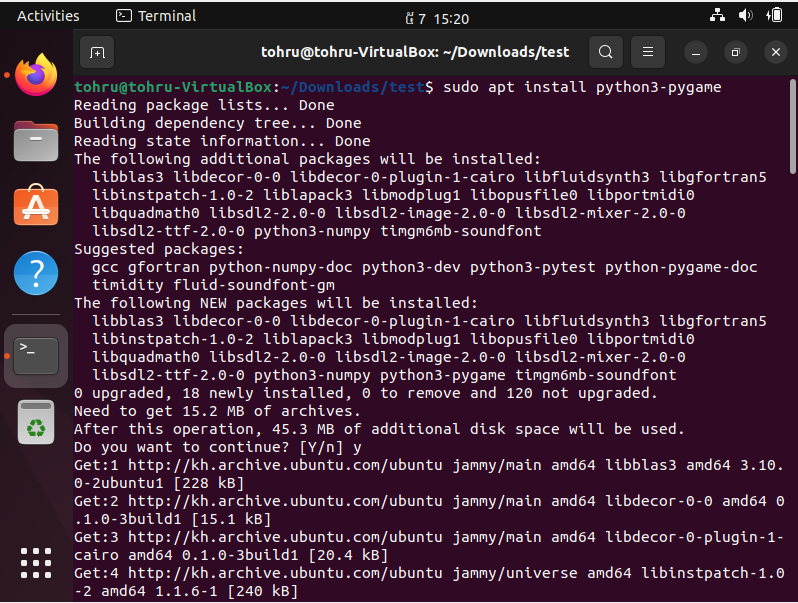 Activities
Terminal
7 15:20
tohru@tohru-VirtualBox: ~/Downloads/test
tohru@tohru-VirtualBox:~/Downloads/test$ sudo apt install python3-pygame
Reading package lists... Done
Building dependency tree... Done
Reading state information... Done
The following additional packages will be installed:
libblas3 libdecor-0-0 libdecor-0-plugin-1-cairo libfluidsynth3 libgfortran5
libinstpatch-1.0-2 liblapack3 libmodplug1 libopusfile0 libportmidi0
libquadmath0 libsdl2-2.0-0 libsdl2-image-2.0-0 libsdl2-mixer-2.0-0
libsdl2-ttf-2.0-0 python3-numpy timgm6mb-soundfont
Suggested packages:
gcc gfortran python-numpy-doc python3-dev python3-pytest python-pygame-doc
timidity fluid-soundfont-gm
The following NEW packages will be installed:
libblas3 libdecor-0-0 libdecor-0-plugin-1-cairo libfluidsynth3 libgfortran5
libinstpatch-1.0-2 liblapack3 libmodplug1 libopusfile0 libportmidi0
libquadmath0 libsdl2-2.0-0 libsdl2-image-2.0-0 libsdl2-mixer-2.0-0
libsdl2-ttf-2.0-0 python3-numpy python3-pygame timgm6mb-soundfont
0 upgraded, 18 newly installed, 0 to remove and 120 not upgraded.
Need to get 15.2 MB of archives.
After this operation, 45.3 MB of additional disk space will be used.
Do you want to continue? [Y/n] y
Get:1 http://kh.archive.ubuntu.com/ubuntu jammy/main amd64 libblas3 amd64 3.10.
0-2ubuntu1 [228 kB]
Get:2 http://kh.archive.ubuntu.com/ubuntu jammy/main amd64 libdecor-0-0 amd64 0
.1.0-3build1 [15.1 kB]
Get:3 http://kh.archive.ubuntu.com/ubuntu jammy/main amd64 libdecor-0-plugin-1-
cairo amd64 0.1.0-3build1 [20.4 kB]
Get:4 http://kh.archive.ubuntu.com/ubuntu jammy/universe amd64 libinstpatch-1.0
-2 amd64 1.1.6-1 [240 kB]